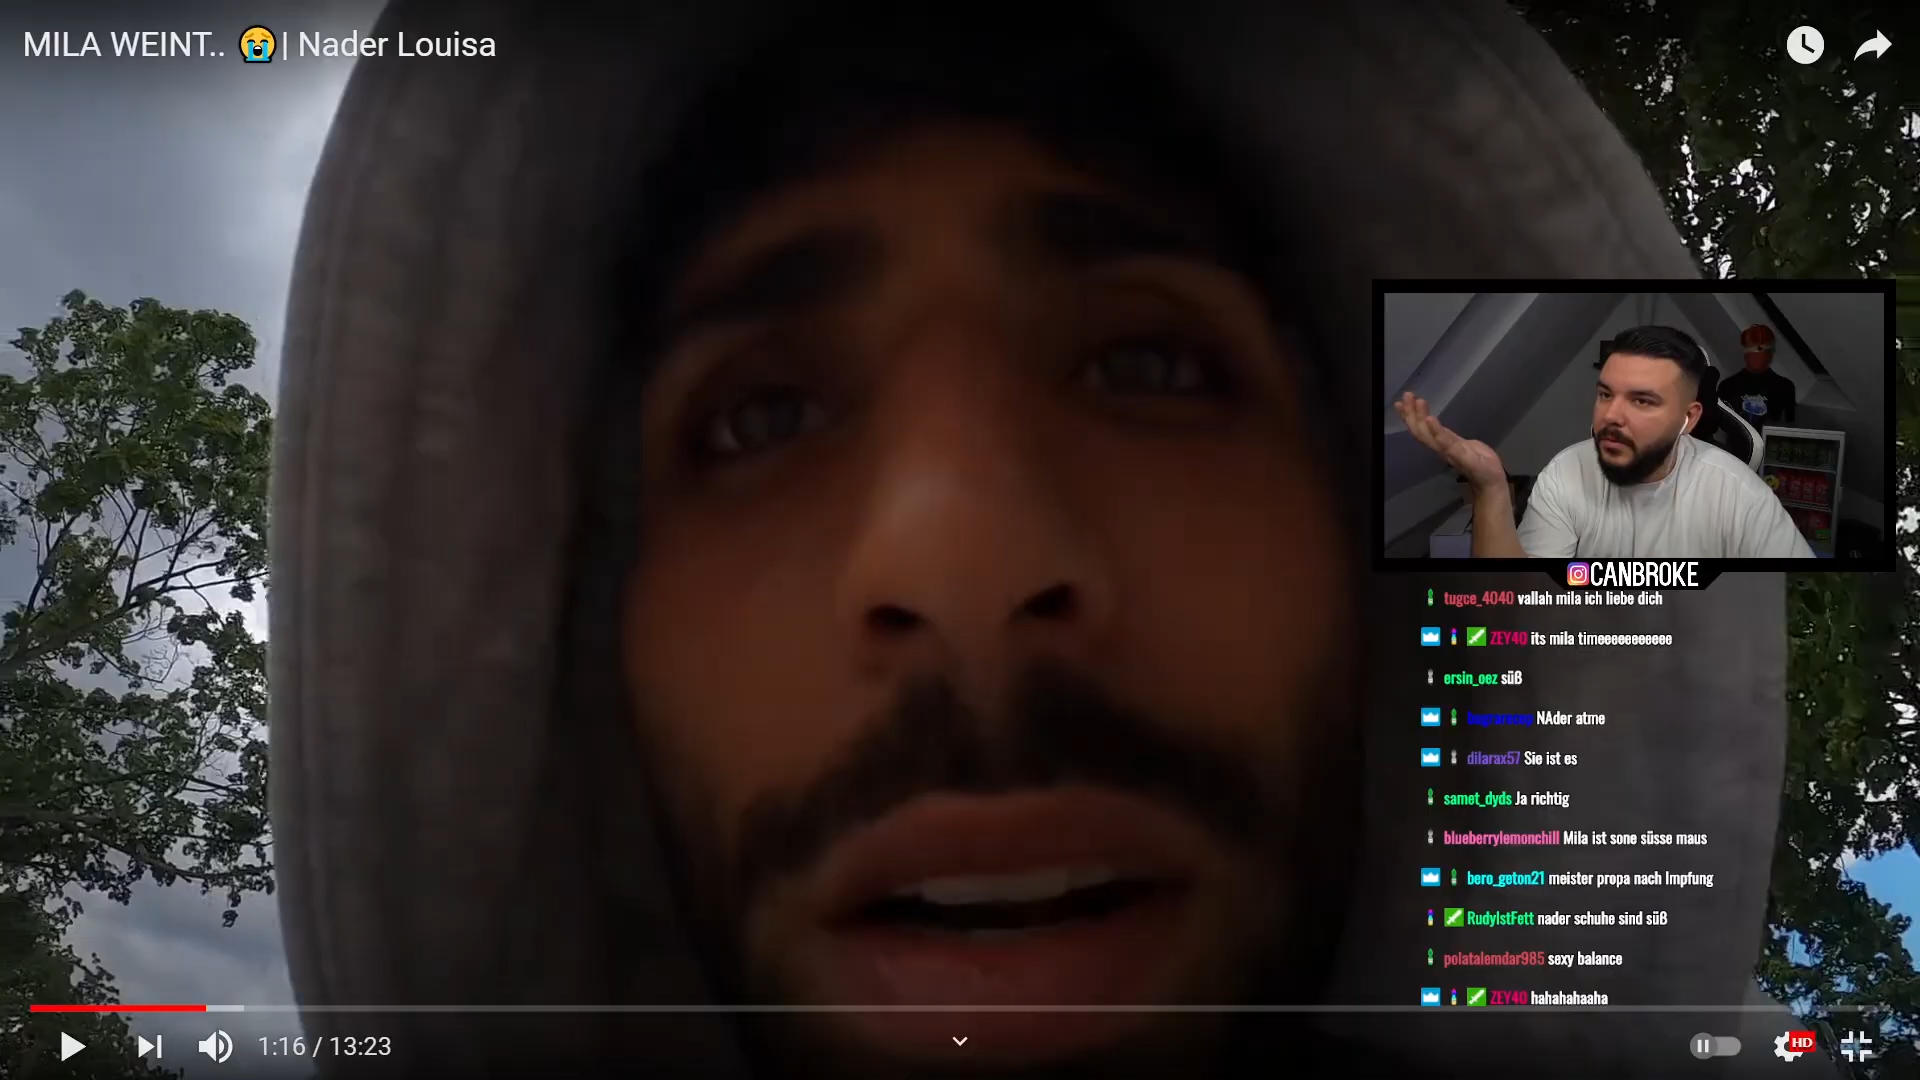 MILA WEINT.. 😭| Nader Louisa
CANBROKE
tugce_4040 vallah mila ich liebe dich
ZEY40 its mila timeeeeeeeeeee
ersin_oez süß
NAder atme
dilarax57 Sie ist es
samet_dyds Ja richtig
blueberrylemonchill Mila ist sone süsse maus
bero_geton21 meister propa nach Impfung
RudyIstFett nader schuhe sind süß
polatalemdar985 sexy balance
ZEY40 hahahahaaha
1:16 / 13:23
HD